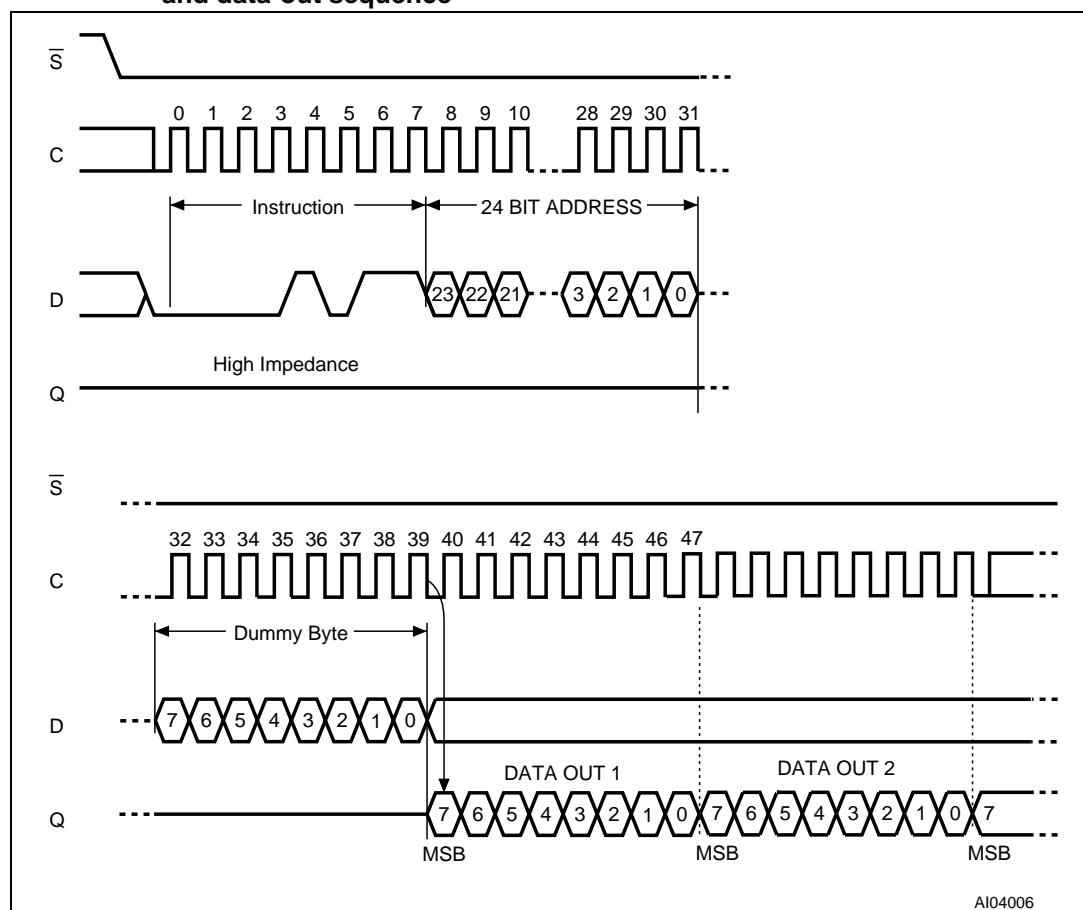 and data-out sequence
S
0 1 2 3 4 5 6 7 8 9 10 28 29 30 31
C
Instruction 24 BIT ADDRESS
D 23 22 21 3 2 1 0
High Impedance
Q
S
32 33 34 35 36 37 38 39 40 41 42 43 44 45 46 47
C
Dummy Byte
D 7 6 5 4 3 2 1 0
DATA OUT 1 DATA OUT 2
Q 7 6 5 4 3 2 1 0 7 6 5 4 3 2 1 0 7
MSB MSB MSB
AI04006